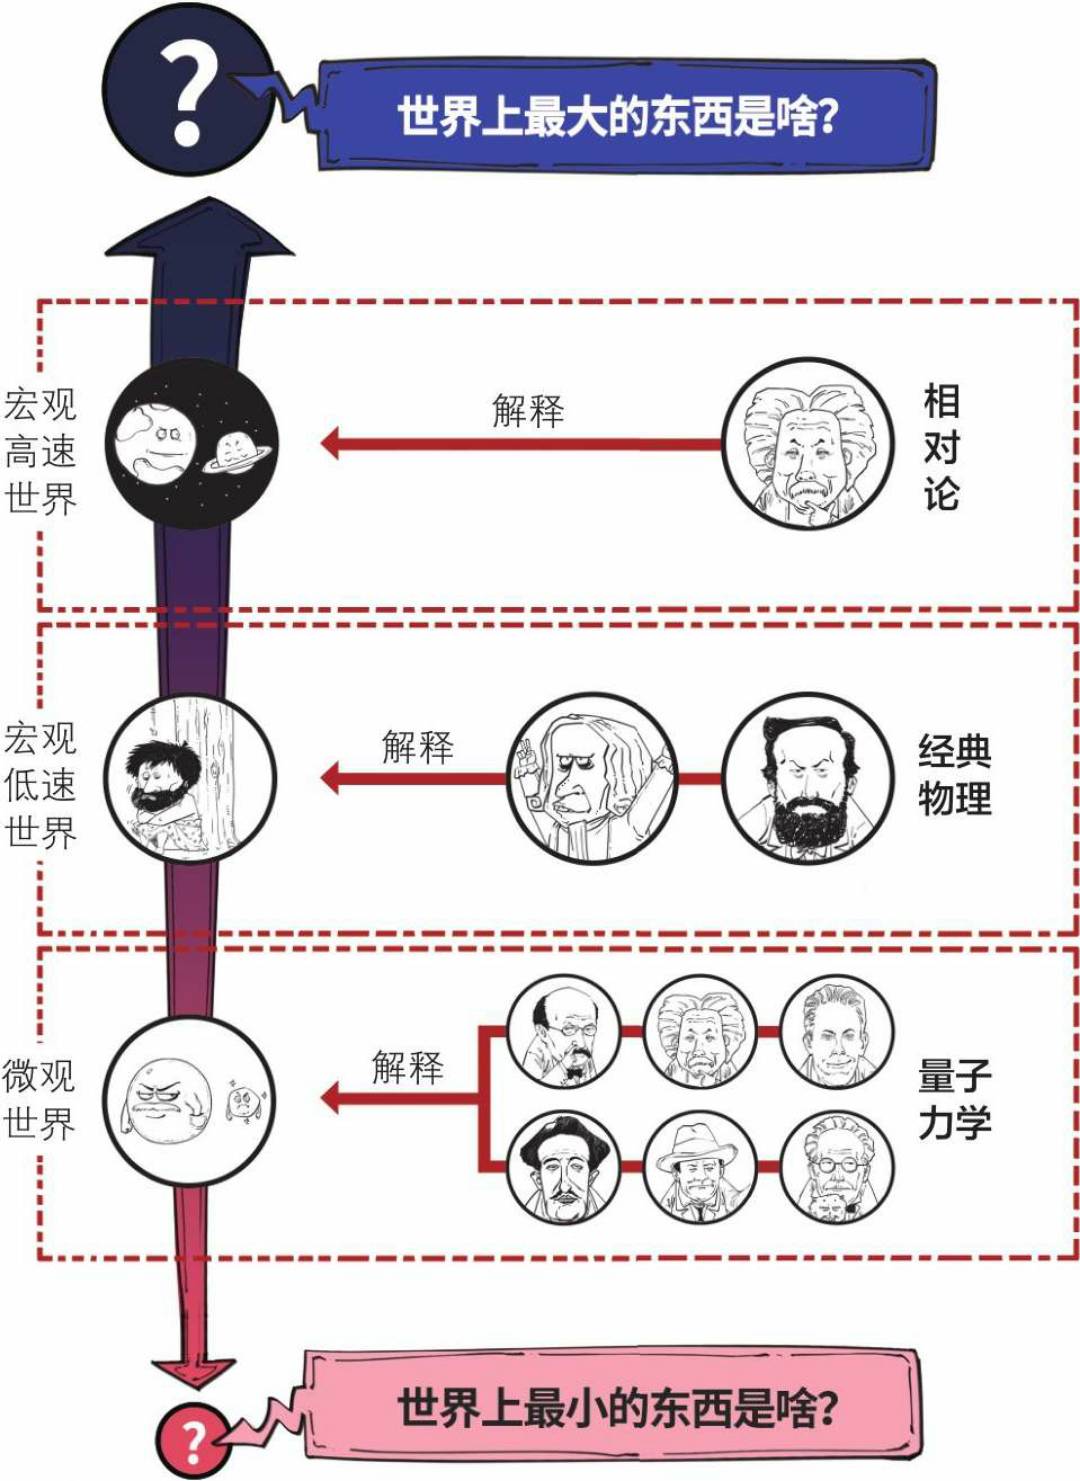 ?
世界上最大的东西是啥?
宏观
高速
世界
解释
相
对
论
宏观
低速
世界
解释
经典
物理
微观
世界
解释
量子
力学
?
世界上最小的东西是啥?